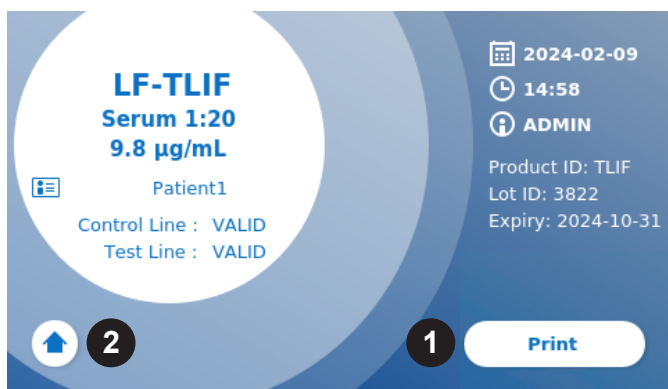 LF-TLIF
Serum 1:20
9.8 µg/mL
Patient1
Control Line : VALID
Test Line : VALID
2024-02-09
14:58
ADMIN
Product ID: TLIF
Lot ID: 3822
Expiry: 2024-10-31
2
1
Print